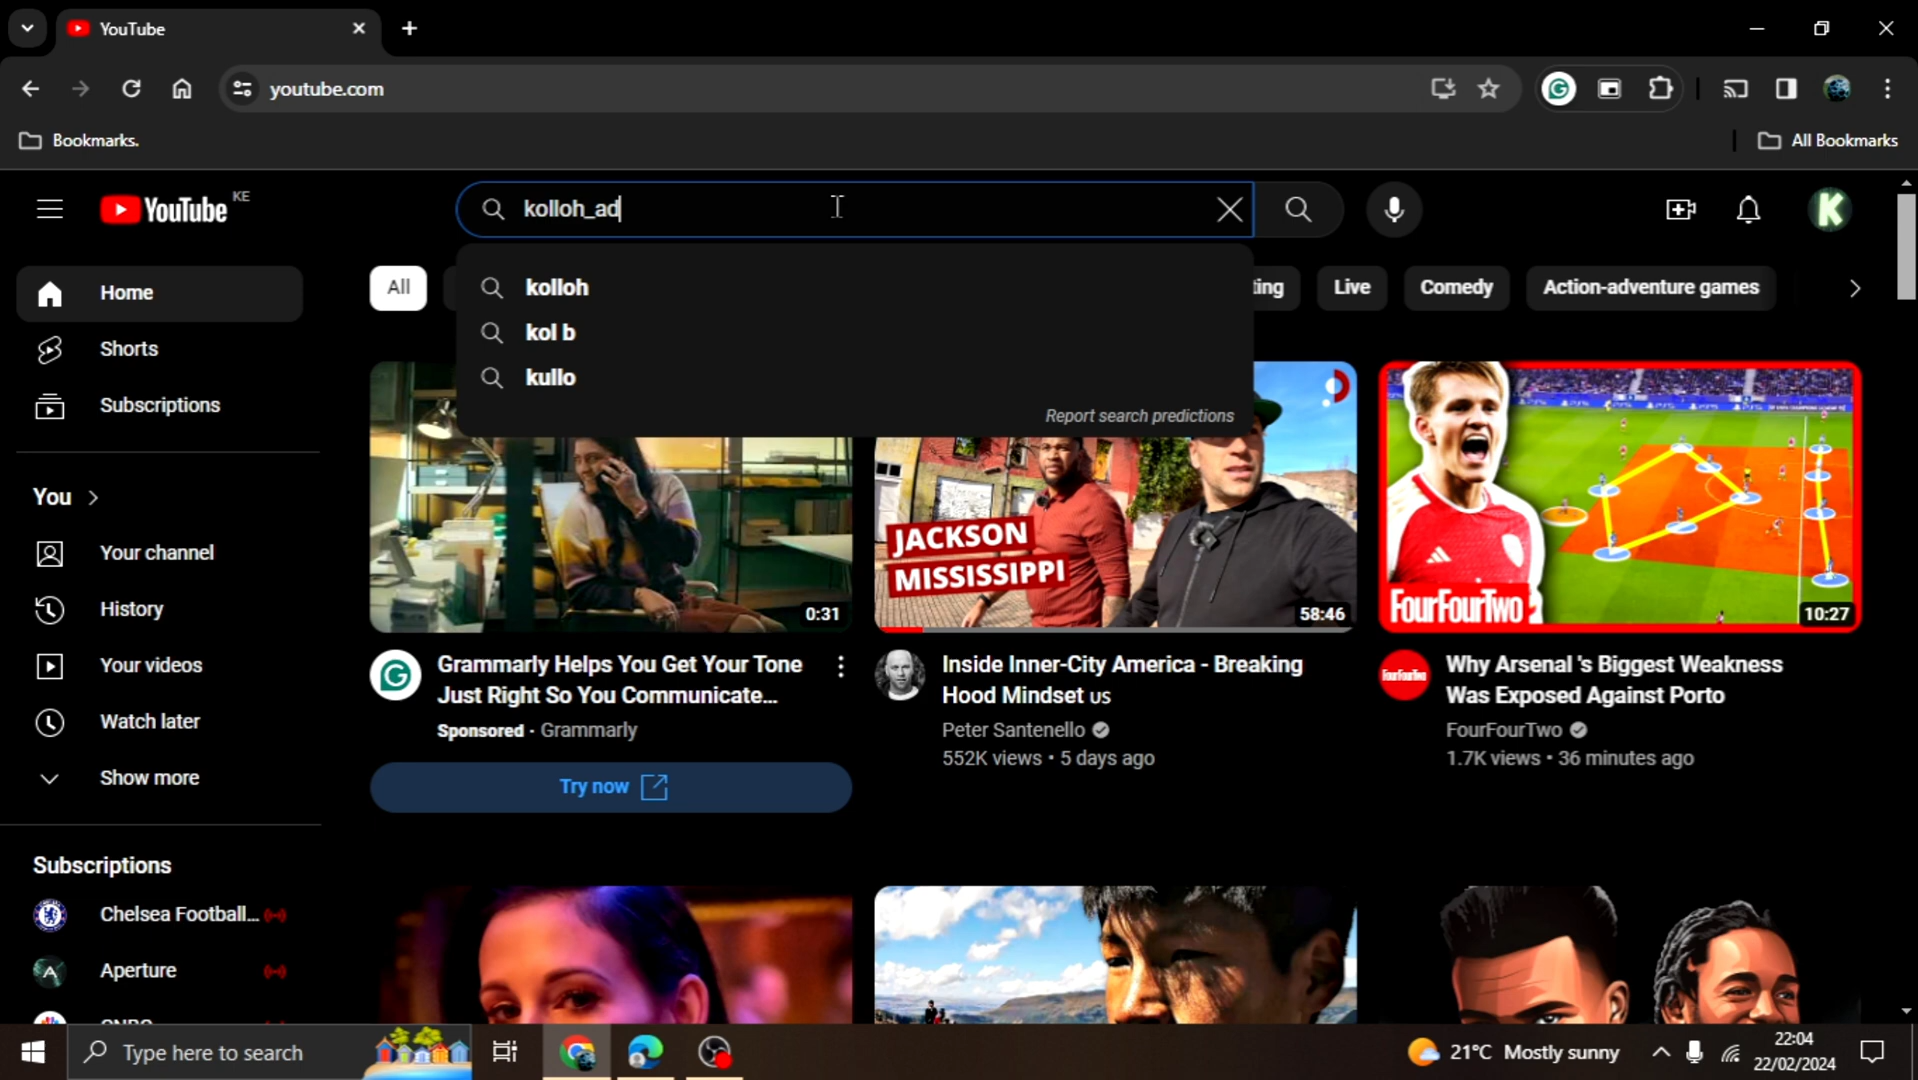 YouTube
youtube.com
Bookmarks.
All Bookmarks
YouTube KE
kolloh_ad
K
kolloh
kol b
kullo
Report search predictions
Home
Shorts
Subscriptions
You
Your channel
History
Your videos
Watch later
Show more
Subscriptions
Chelsea Football...
Aperture
All
Live
Comedy
Action-adventure games
0:31
Grammarly Helps You Get Your Tone
Just Right So You Communicate...
Sponsored · Grammarly
Try now
JACKSON
MISSISSIPPI
58:46
Inside Inner-City America - Breaking
Hood Mindset US
Peter Santenello
552K views • 5 days ago
FourFourTwo
10:27
FourFourTwo
Why Arsenal 's Biggest Weakness
Was Exposed Against Porto
FourFourTwo
1.7K views • 36 minutes ago
Type here to search
21°C Mostly sunny
22:04
22/02/2024